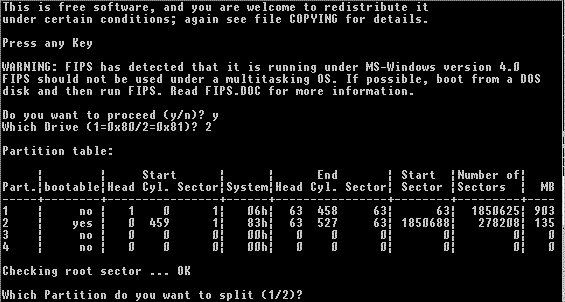 This is free software, and you are welcome to redistribute it
under certain conditions; again see file COPYING for details.
Press any Key
WARNING: FIPS has detected that it is running under MS-Windows version 4.0
FIPS should not be used under a multitasking OS. If possible, boot from a DOS
disk and then run FIPS. Read FIPS.DOC for more information.
Do you want to proceed (y/n)? y
Which Drive (1=0x80/2=0x81)? 2
Partition table:
     |        |     Start      |      |      End       | Start  |Number of|
Part.|bootable|Head Cyl. Sector|System|Head Cyl. Sector| Sector |Sectors  |  MB
-----+--------+----------------+------+----------------+--------+---------+----
1    |     no |   1    0      1|   06h|  63  458     63|      63|  1850625| 903
2    |    yes |   0  459      1|   83h|  63  527     63| 1850688|   278208| 135
3    |     no |   0    0      0|   00h|   0    0      0|       0|        0|   0
4    |     no |   0    0      0|   00h|   0    0      0|       0|        0|   0
Checking root sector ... OK
Which Partition do you want to split (1/2)?